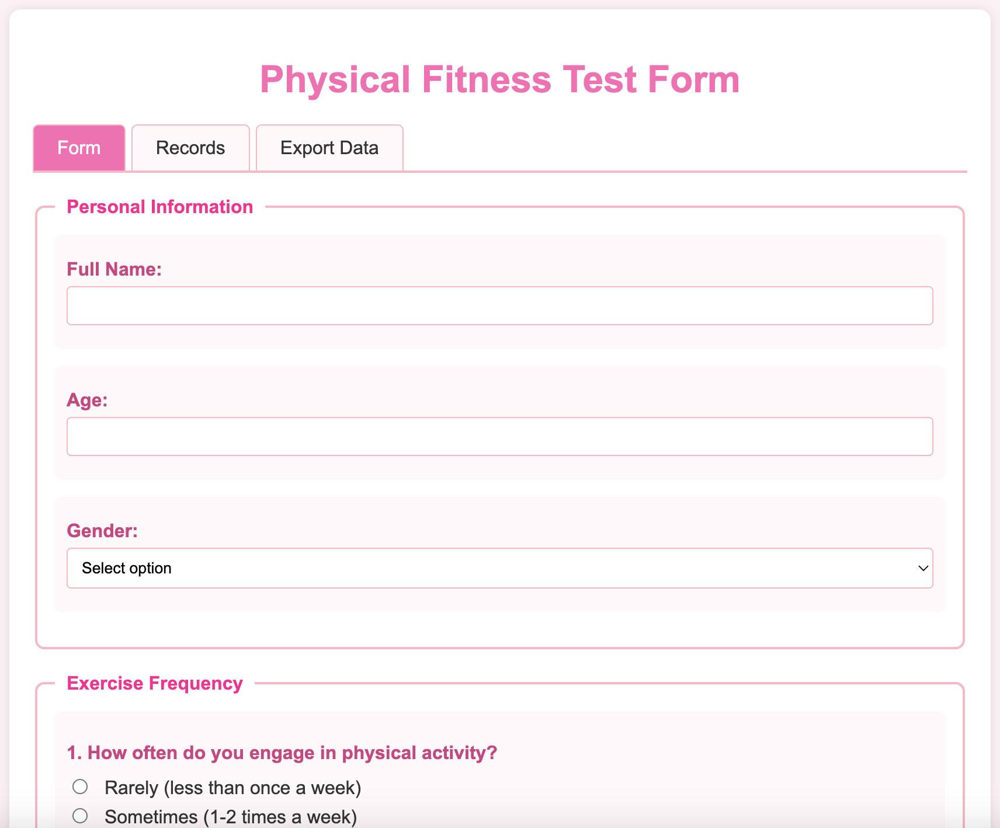 Physical Fitness Test Form
Form Records Export Data
Personal Information
Full Name:
Age:
Gender:
Select option
Exercise Frequency
1. How often do you engage in physical activity?
Rarely (less than once a week)
Sometimes (1-2 times a week)